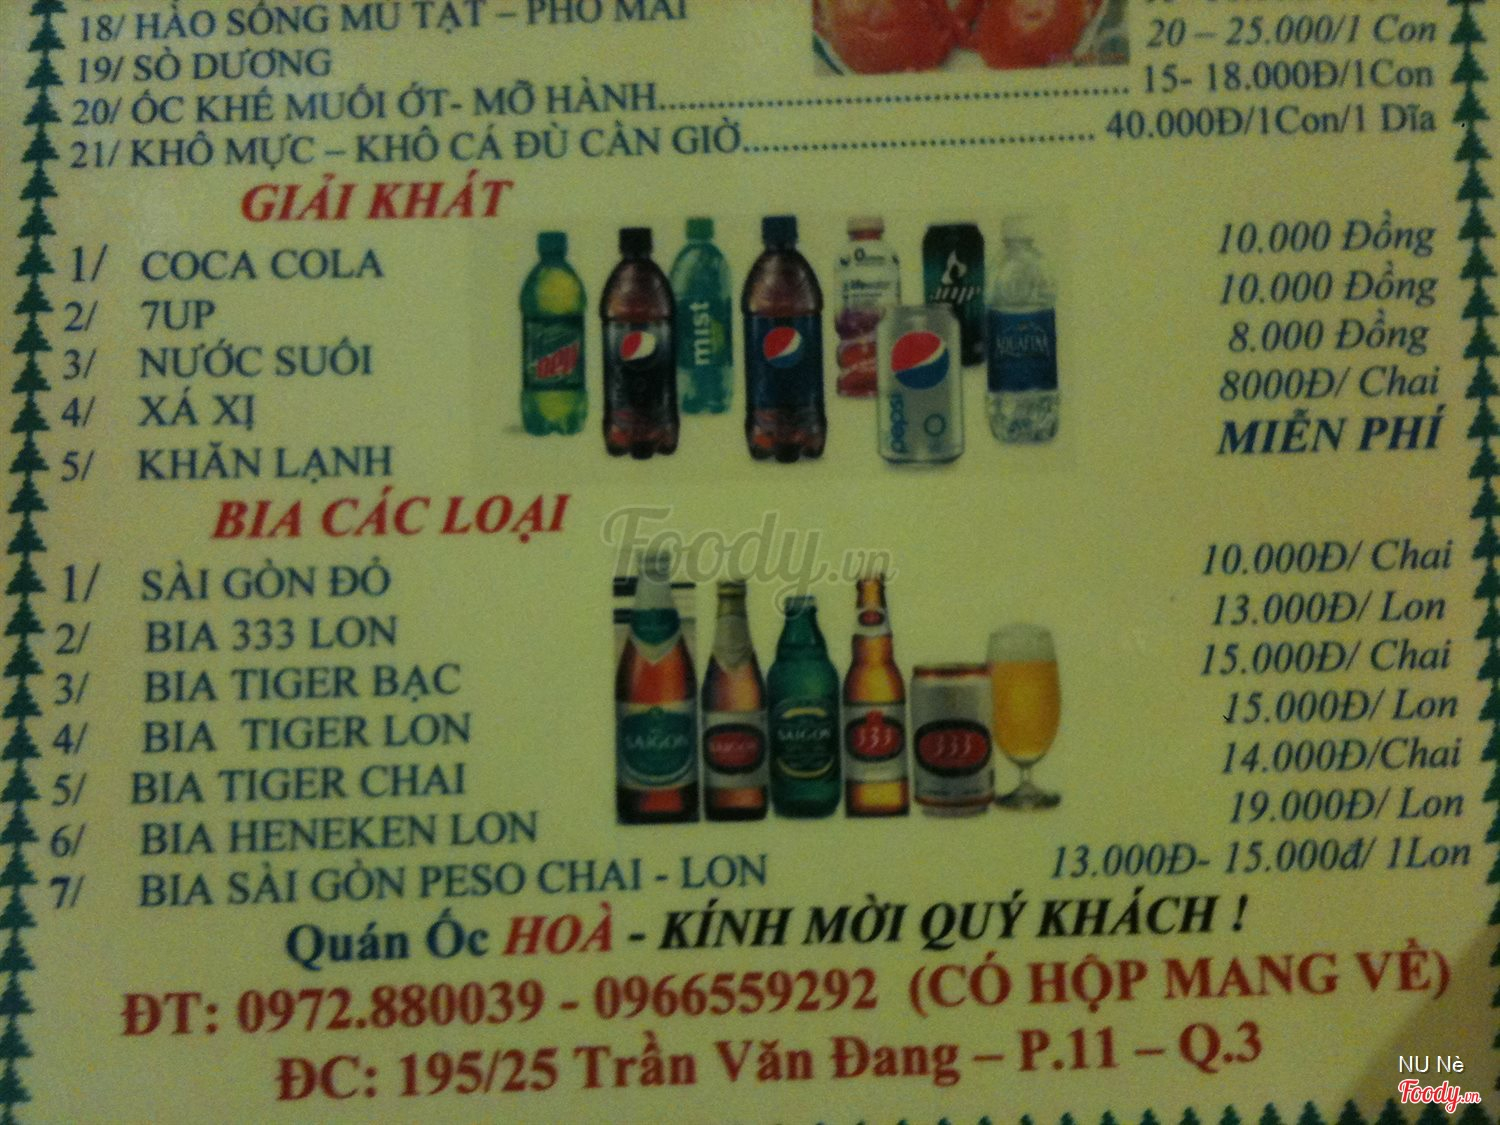 18/ HÀO SỐNG MÙ TẠT – PHÔ MAI
19/ SÒ DƯƠNG 20 – 25.000/1 Con
20/ ỐC KHẾ MUỐI ỚT- MỠ HÀNH 15- 18.000Đ/1Con
21/ KHÔ MỰC – KHÔ CÁ ĐÙ CẦN GIỜ 40.000Đ/1Con/1 Dĩa
GIẢI KHÁT
1/ COCA COLA 10.000 Đồng
2/ 7UP 10.000 Đồng
3/ NƯỚC SUỐI 8.000 Đồng
4/ XÁ XỊ 8000Đ/ Chai
5/ KHĂN LẠNH MIỄN PHÍ
mist
pepsi
AQUAFINA
BIA CÁC LOẠI
Foody.vn
1/ SÀI GÒN ĐỎ 10.000Đ/ Chai
2/ BIA 333 LON 13.000Đ/ Lon
3/ BIA TIGER BẠC 15.000Đ/ Chai
4/ BIA TIGER LON 15.000Đ/ Lon
5/ BIA TIGER CHAI 14.000Đ/Chai
6/ BIA HENEKEN LON 19.000Đ/ Lon
7/ BIA SÀI GÒN PESO CHAI - LON 13.000Đ- 15.000đ/ 1Lon
SAIGON
SAIGON
333
333
Quán Ốc HOÀ - KÍNH MỜI QUÝ KHÁCH !
ĐT: 0972.880039 - 0966559292 (CÓ HỘP MANG VỀ)
ĐC: 195/25 Trần Văn Đang – P.11 – Q.3
NU Nè
Foody.vn